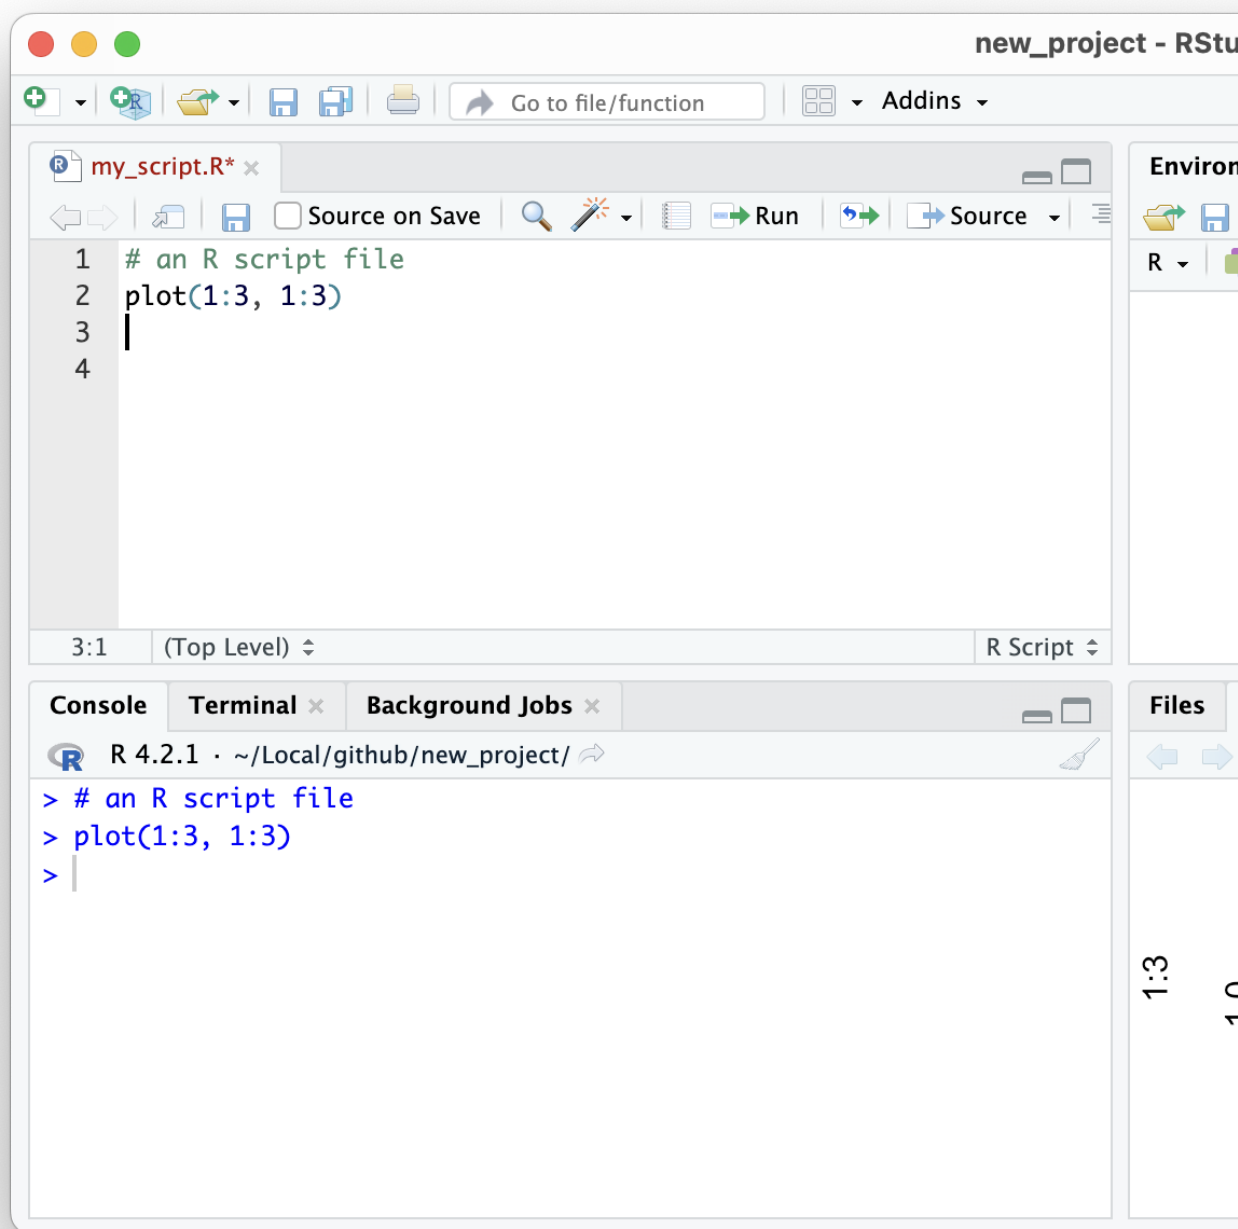 new_project - RStu
Go to file/function
Addins
my_script.R*
Source on Save
Run
Source
1 # an R script file
2 plot(1:3, 1:3)
3
4
3:1 (Top Level) R Script
Console Terminal Background Jobs
R 4.2.1 · ~/Local/github/new_project/
> # an R script file
> plot(1:3, 1:3)
>
Environ
R
Files
1:3
1.0